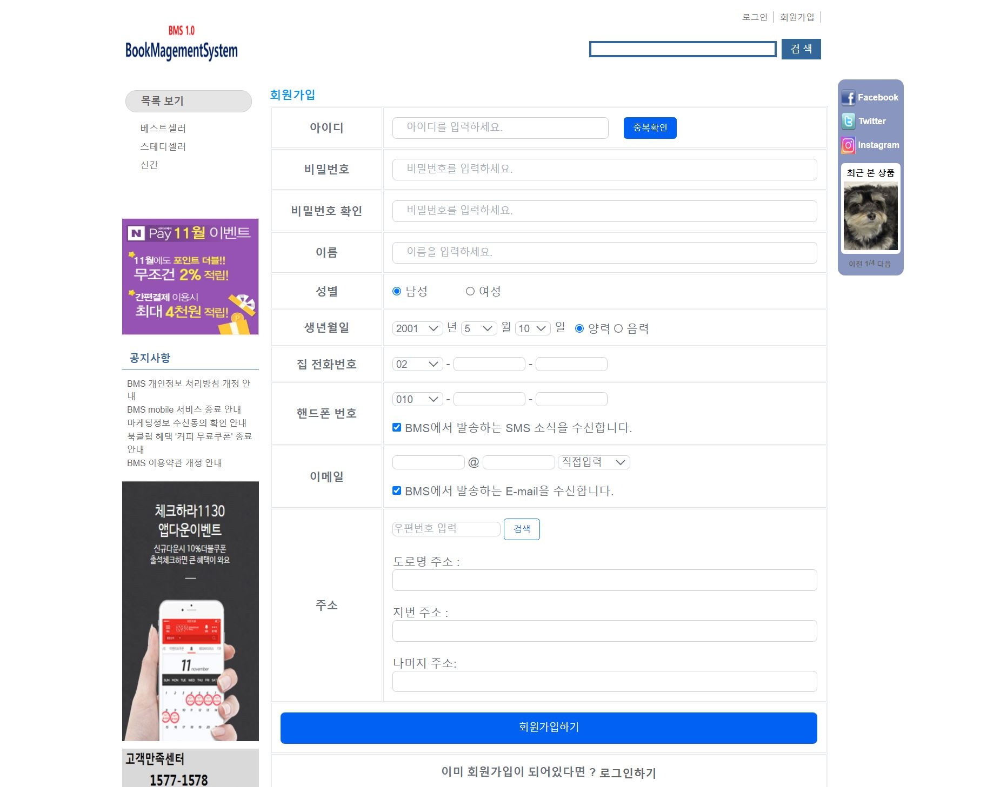 로그인
회원가입
BMS 1.0
BookMagementSystem
검 색
목록 보기
베스트셀러
스테디셀러
신간
N Pay 11월 이벤트
11월에도 포인트 더블!!
무조건 2% 적립!
간편결제 이용시
최대 4천원 적립!
P
공지사항
BMS 개인정보 처리방침 개정 안
내
BMS mobile 서비스 종료 안내
마케팅정보 수신동의 확인 안내
북클럽 혜택 '커피 무료쿠폰' 종료
안내
BMS 이용약관 개정 안내
체크하라1130
앱다운이벤트
신규다운시 10%더블쿠폰
출석체크하면 큰 혜택이 와요
11 november
SUN MON TUE WED THU FRI SAT
고객만족센터
1577-1578
회원가입
아이디
아이디를 입력하세요.
중복확인
비밀번호
비밀번호를 입력하세요.
비밀번호 확인
비밀번호를 입력하세요.
이름
이름을 입력하세요.
성별
남성
여성
생년월일
2001 년 5 월 10 일 양력 음력
집 전화번호
02 - -
핸드폰 번호
010 - -
BMS에서 발송하는 SMS 소식을 수신합니다.
이메일
@ 직접입력
BMS에서 발송하는 E-mail을 수신합니다.
주소
우편번호 입력
검색
도로명 주소 :
지번 주소 :
나머지 주소:
회원가입하기
이미 회원가입이 되어있다면 ? 로그인하기
Facebook
Twitter
Instagram
최근 본 상품
이전 1/4 다음